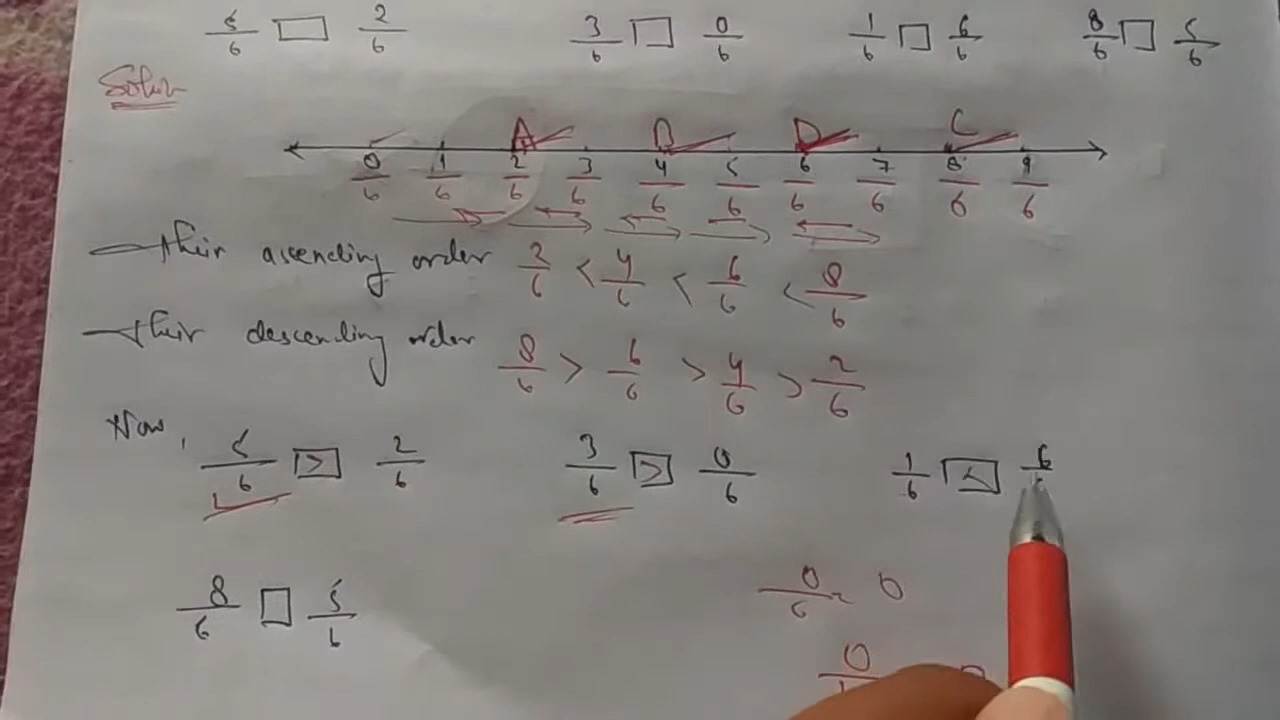 5/6 □ 2/6 3/6 □ 0/6 1/6 □ 6/6 8/6 □ 5/6
Soln
A B D C
0/6 1/6 2/6 3/6 4/6 5/6 6/6 7/6 8/6 9/6
Their ascending order 2/6 < 4/6 < 6/6 < 8/6
Their descending order 8/6 > 6/6 > 4/6 > 2/6
Now, 5/6 > 2/6 3/6 > 0/6 1/6 < 6/6
8/6 □ 5/6 0/6 = 0